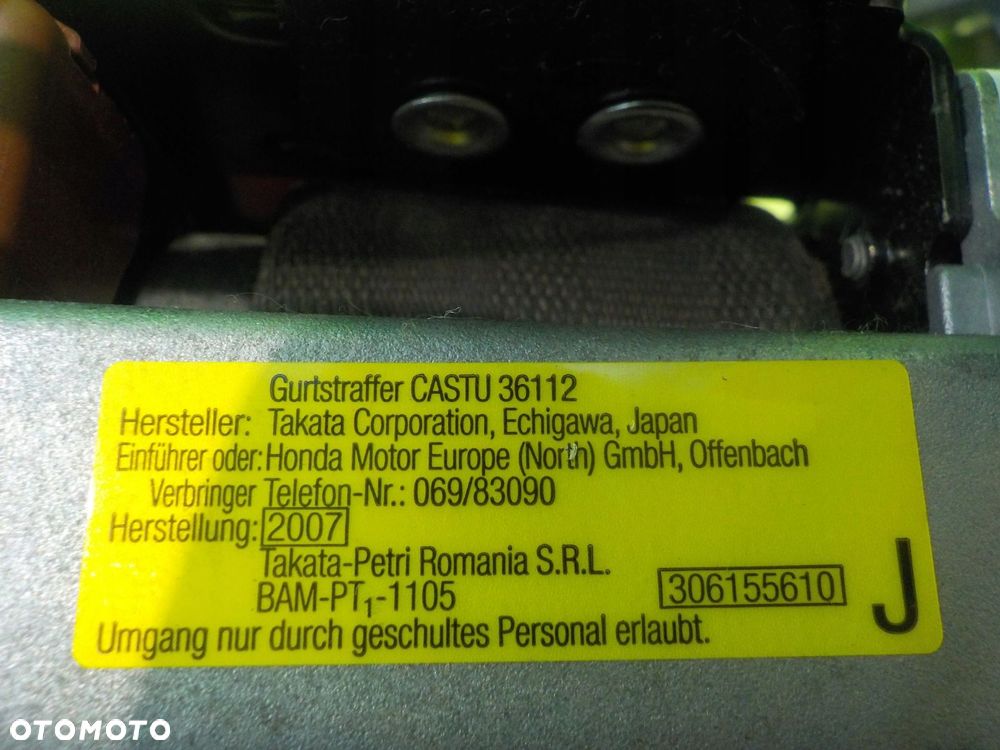 Gurtstraffer CASTU 36112
Hersteller: Takata Corporation, Echigawa, Japan
Einführer oder: Honda Motor Europe (North) GmbH, Offenbach
Verbringer Telefon-Nr.: 069/83090
Herstellung: 2007
Takata-Petri Romania S.R.L.
BAM-PT₁-1105
306155610
J
Umgang nur durch geschultes Personal erlaubt.
OTOMOTO